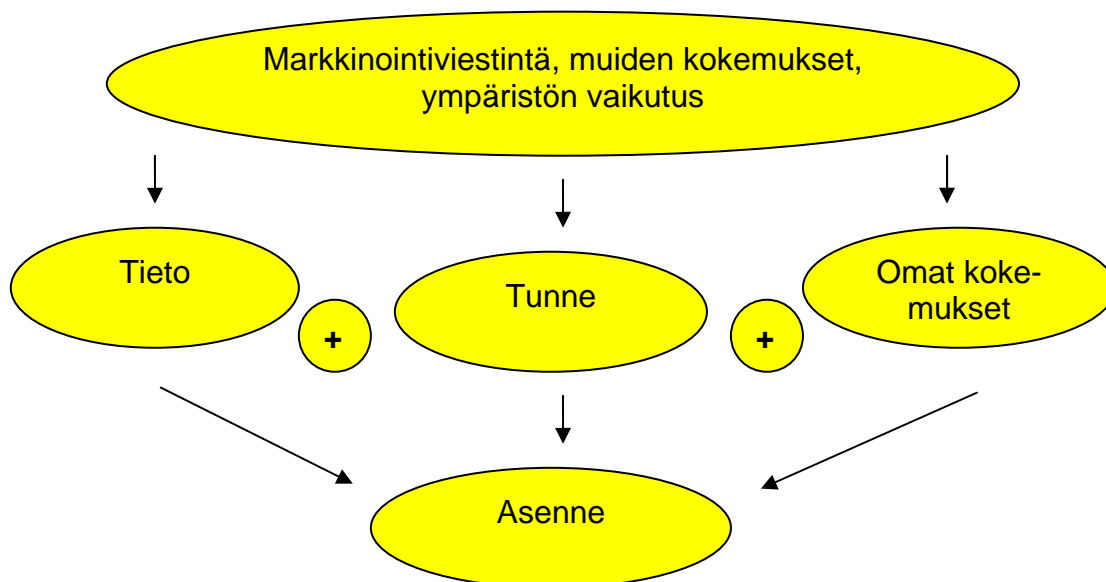 Markkinointiviestintä, muiden kokemukset,
ympäristön vaikutus
Tieto
+
Tunne
+
Omat koke-
mukset
Asenne